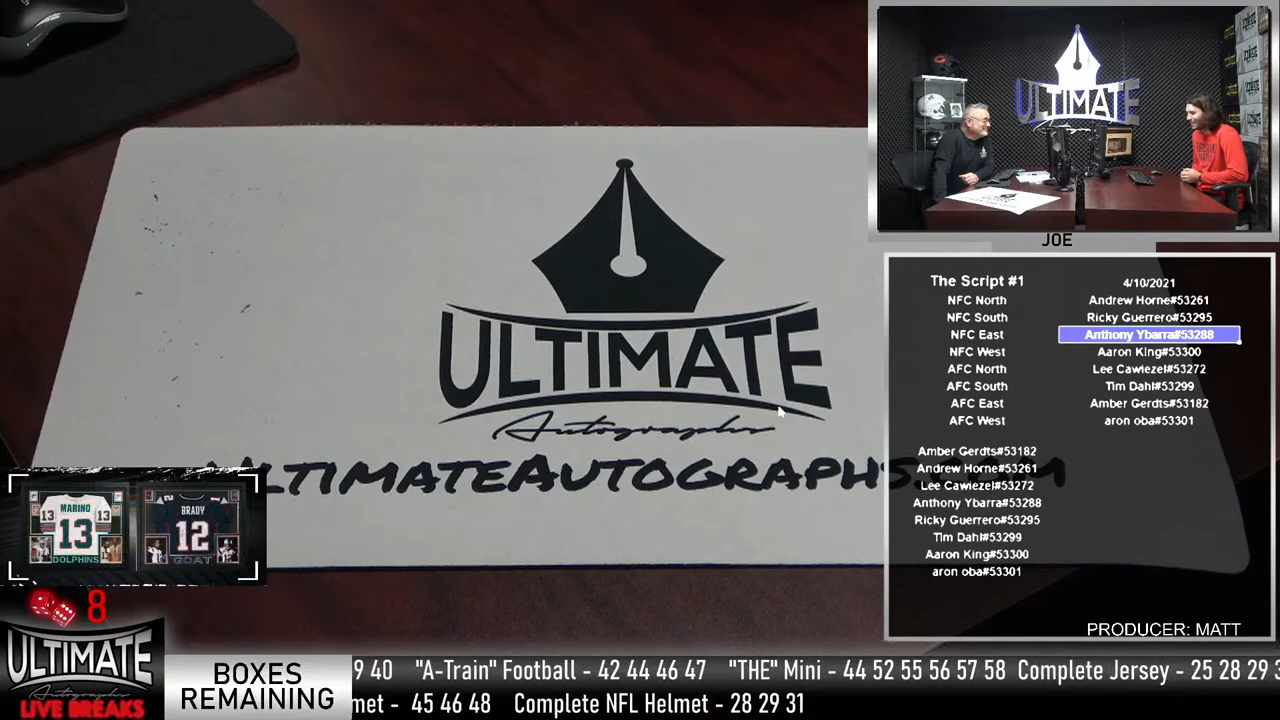 ULTIMATE
JOE
ULTIMATE
Autographs
ULTIMATEAUTOGRAPHS.COM
The Script #1 4/10/2021
NFC North Andrew Horne#53261
NFC South Ricky Guerrero#53295
NFC East Anthony Ybarra#53288
NFC West Aaron King#53300
AFC North Lee Cawiezel#53272
AFC South Tim Dahl#53299
AFC East Amber Gerdts#53182
AFC West aron oba#53301
Amber Gerdts#53182
Andrew Horne#53261
Lee Cawiezel#53272
Anthony Ybarra#53288
Ricky Guerrero#53295
Tim Dahl#53299
Aaron King#53300
aron oba#53301
PRODUCER: MATT
MARINO
13 13 13
DOLPHINS
BRADY
12
GOAT
8
ULTIMATE
Autographs
LIVE BREAKS
BOXES
REMAINING
9 40 "A-Train" Football - 42 44 46 47 "THE" Mini - 44 52 55 56 57 58 Complete Jersey - 25 28 29 3
met - 45 46 48 Complete NFL Helmet - 28 29 31